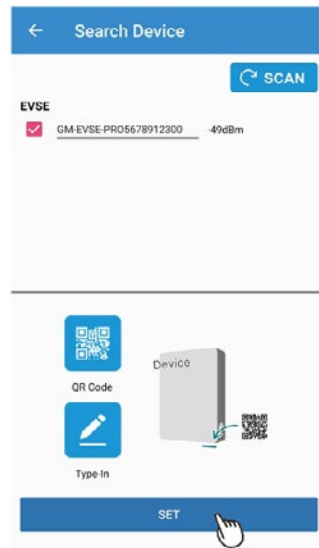 Search Device
SCAN
EVSE
GM-EVSE-PRO5678912300 -49dBm
Device
QR Code
Type-In
SET